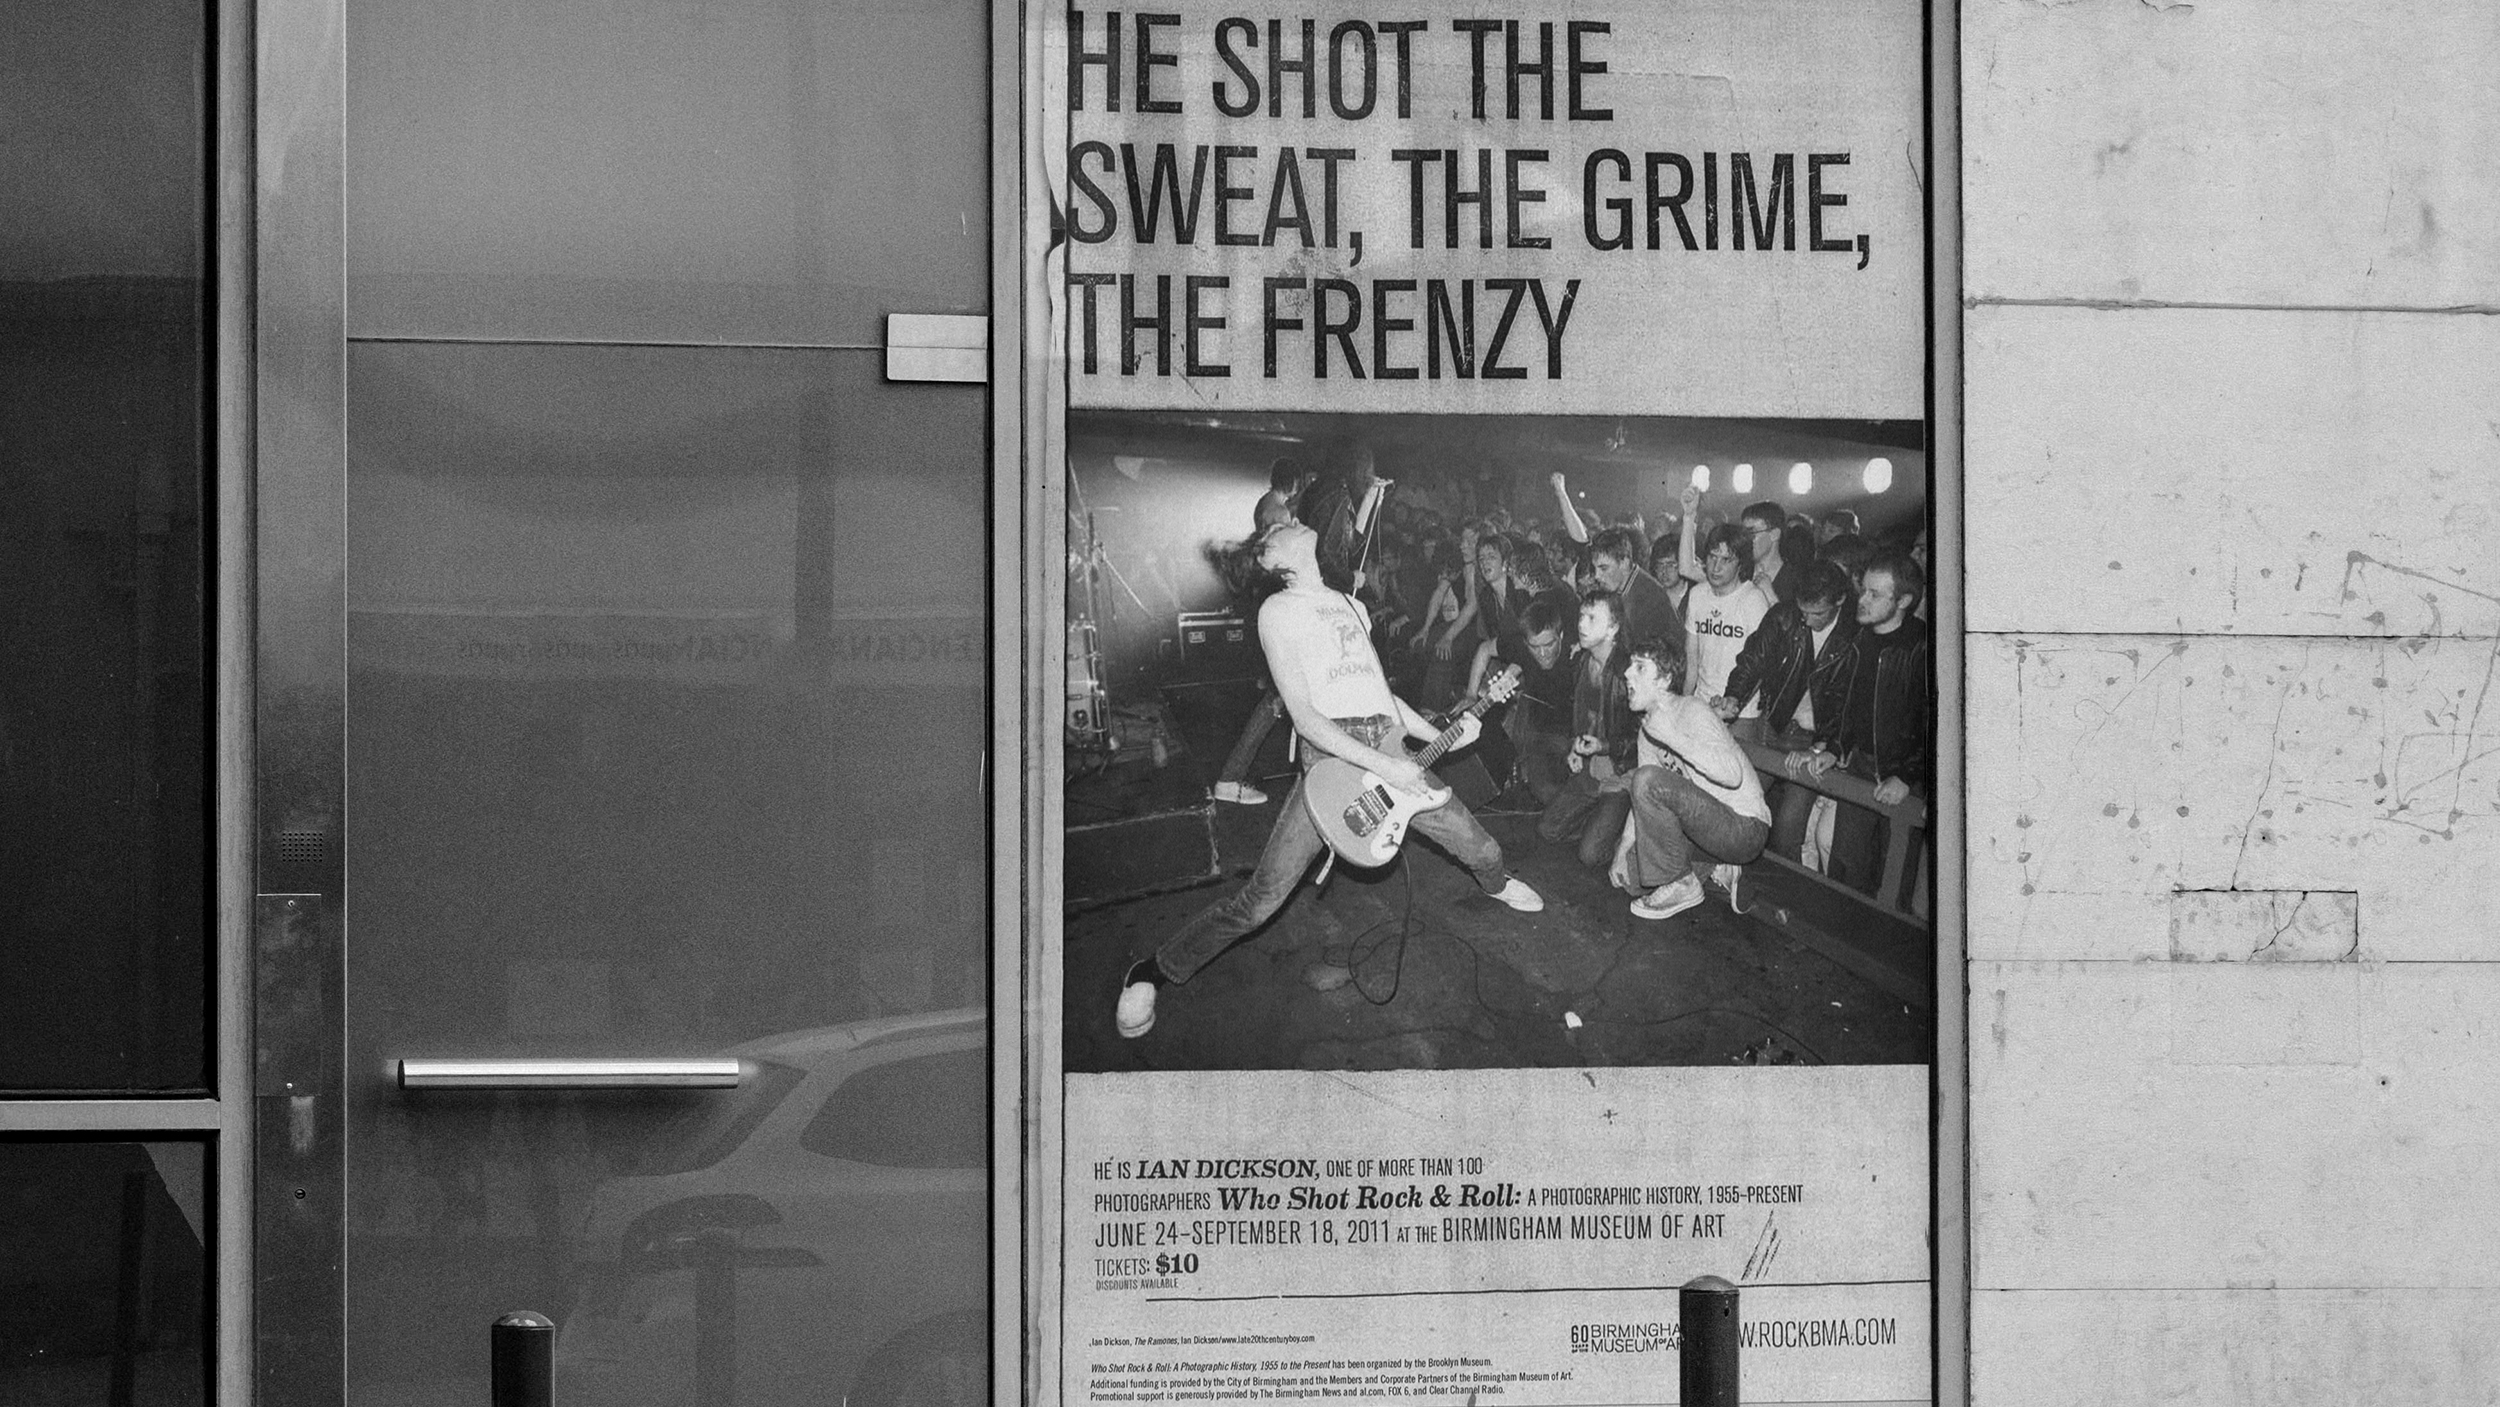 HE SHOT THE
SWEAT, THE GRIME,
THE FRENZY
adidas
HE IS IAN DICKSON, ONE OF MORE THAN 100
PHOTOGRAPHERS Who Shot Rock & Roll: A PHOTOGRAPHIC HISTORY, 1955–PRESENT
JUNE 24–SEPTEMBER 18, 2011 AT THE BIRMINGHAM MUSEUM OF ART
TICKETS: $10
DISCOUNTS AVAILABLE
Ian Dickson, The Ramones, Ian Dickson/www.late20thcenturyboy.com
60 BIRMINGHA
MUSEUM OF AR
W.ROCKBMA.COM
Who Shot Rock & Roll: A Photographic History, 1955 to the Present has been organized by the Brooklyn Museum.
Additional funding is provided by the City of Birmingham and the Members and Corporate Partners of the Birmingham Museum of Art.
Promotional support is generously provided by The Birmingham News and al.com, FOX 6, and Clear Channel Radio.